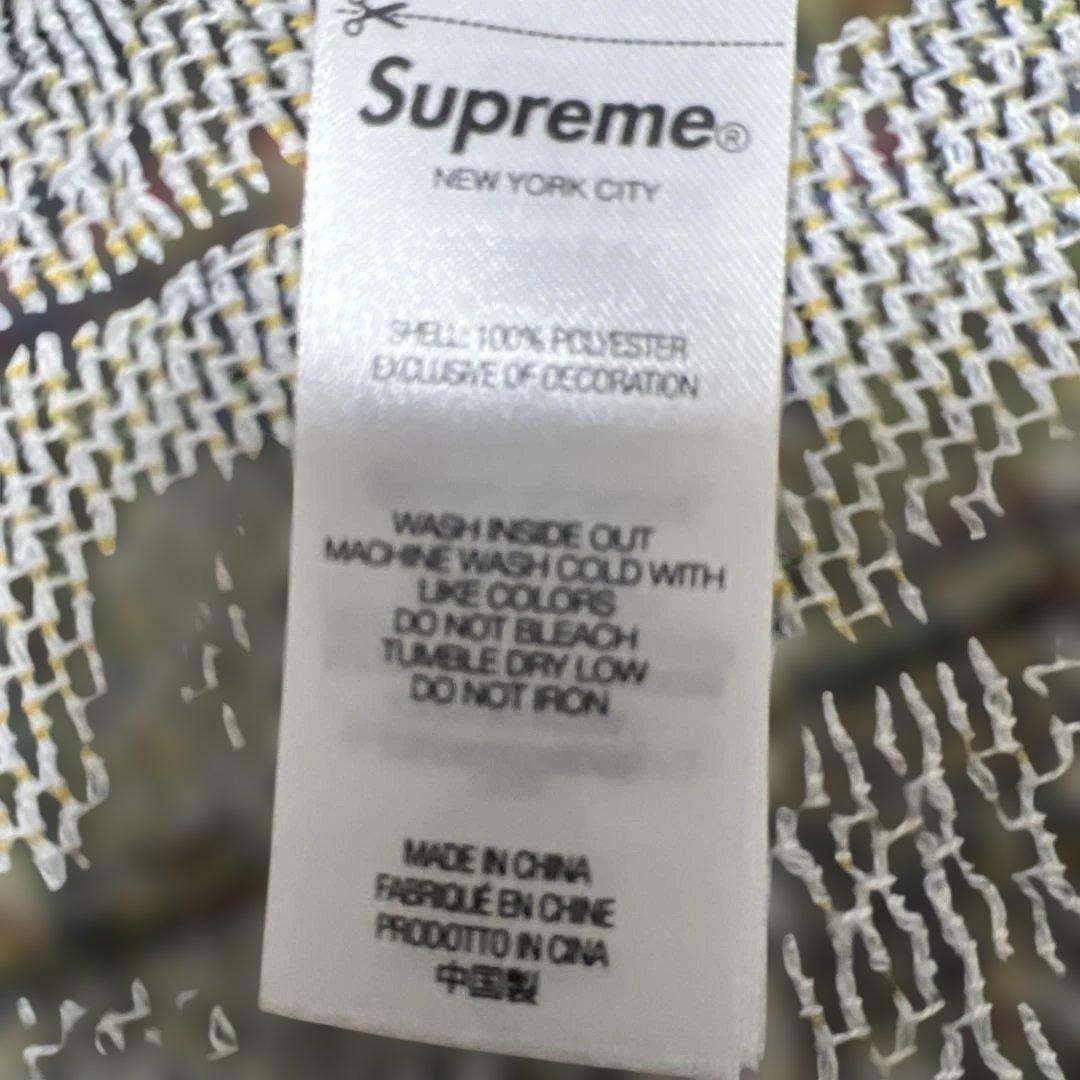 Supreme®
NEW YORK CITY
SHELL: 100% POLYESTER
EXCLUSIVE OF DECORATION
WASH INSIDE OUT
MACHINE WASH COLD WITH
LIKE COLORS
DO NOT BLEACH
TUMBLE DRY LOW
DO NOT IRON
MADE IN CHINA
FABRIQUÉ EN CHINE
PRODOTTO IN CINA
中国製